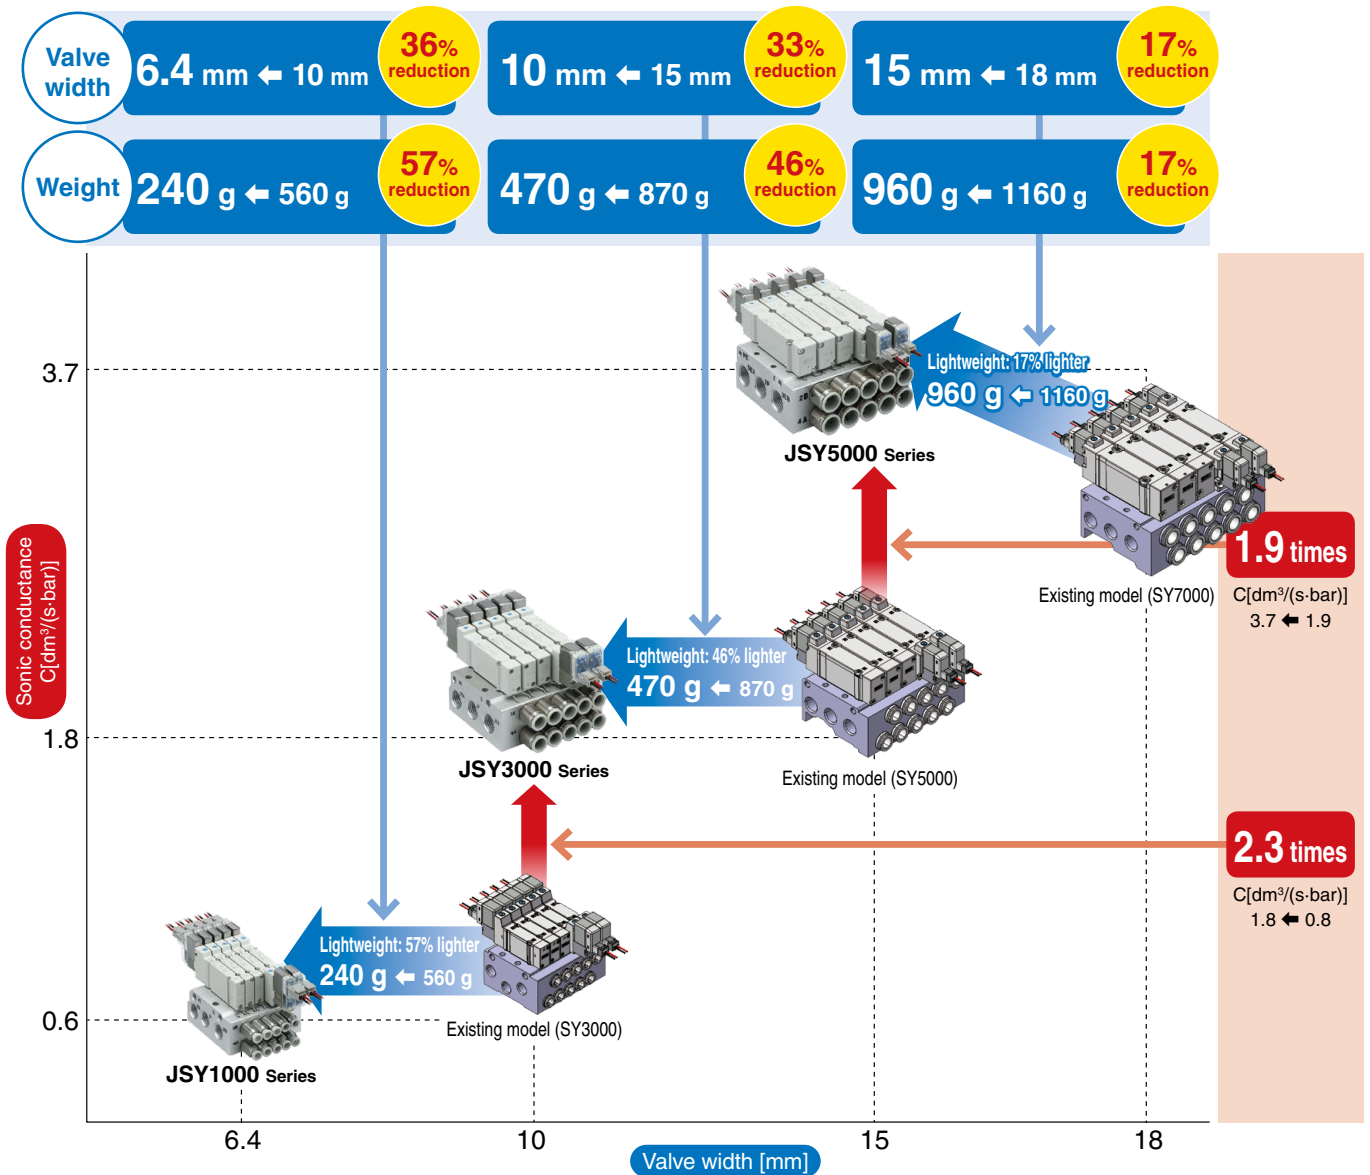 Valve
width
6.4 mm ← 10 mm
36%
reduction
10 mm ← 15 mm
33%
reduction
15 mm ← 18 mm
17%
reduction
Weight
240 g ← 560 g
57%
reduction
470 g ← 870 g
46%
reduction
960 g ← 1160 g
17%
reduction
3.7
Lightweight: 17% lighter
960 g ← 1160 g
JSY5000 Series
Existing model (SY7000)
1.9 times
C[dm³/(s·bar)]
3.7 ← 1.9
Sonic conductance
C[dm³/(s·bar)]
Lightweight: 46% lighter
470 g ← 870 g
1.8
JSY3000 Series
Existing model (SY5000)
2.3 times
C[dm³/(s·bar)]
1.8 ← 0.8
Lightweight: 57% lighter
240 g ← 560 g
0.6
Existing model (SY3000)
JSY1000 Series
6.4
10
15
18
Valve width [mm]
2B
4A